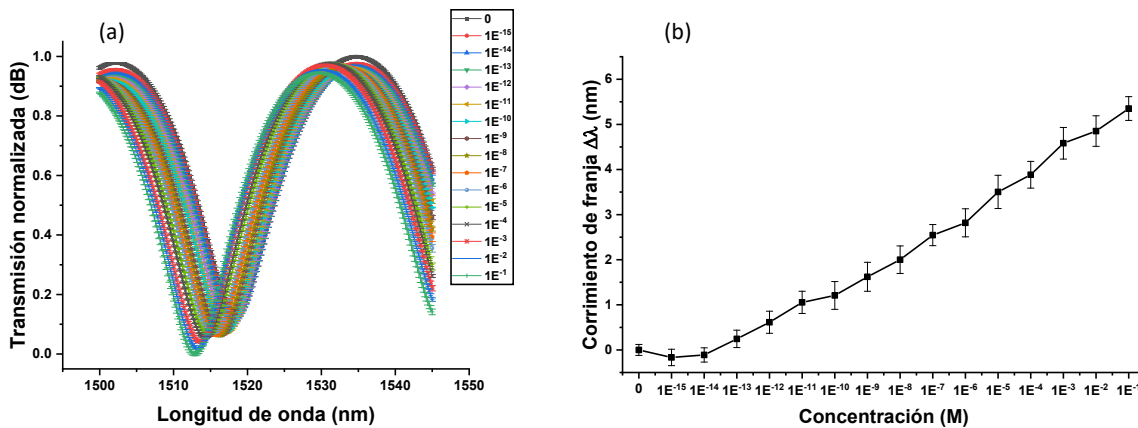 (a)
Transmisión normalizada (dB)
1.0
0.8
0.6
0.4
0.2
0.0
1500 1510 1520 1530 1540 1550
Longitud de onda (nm)
0
1E⁻¹⁵
1E⁻¹⁴
1E⁻¹³
1E⁻¹²
1E⁻¹¹
1E⁻¹⁰
1E⁻⁹
1E⁻⁸
1E⁻⁷
1E⁻⁶
1E⁻⁵
1E⁻⁴
1E⁻³
1E⁻²
1E⁻¹
(b)
Corrimiento de franja Δλ (nm)
6
5
4
3
2
1
0
0 1E⁻¹⁵ 1E⁻¹⁴ 1E⁻¹³ 1E⁻¹² 1E⁻¹¹ 1E⁻¹⁰ 1E⁻⁹ 1E⁻⁸ 1E⁻⁷ 1E⁻⁶ 1E⁻⁵ 1E⁻⁴ 1E⁻³ 1E⁻² 1E⁻¹
Concentración (M)